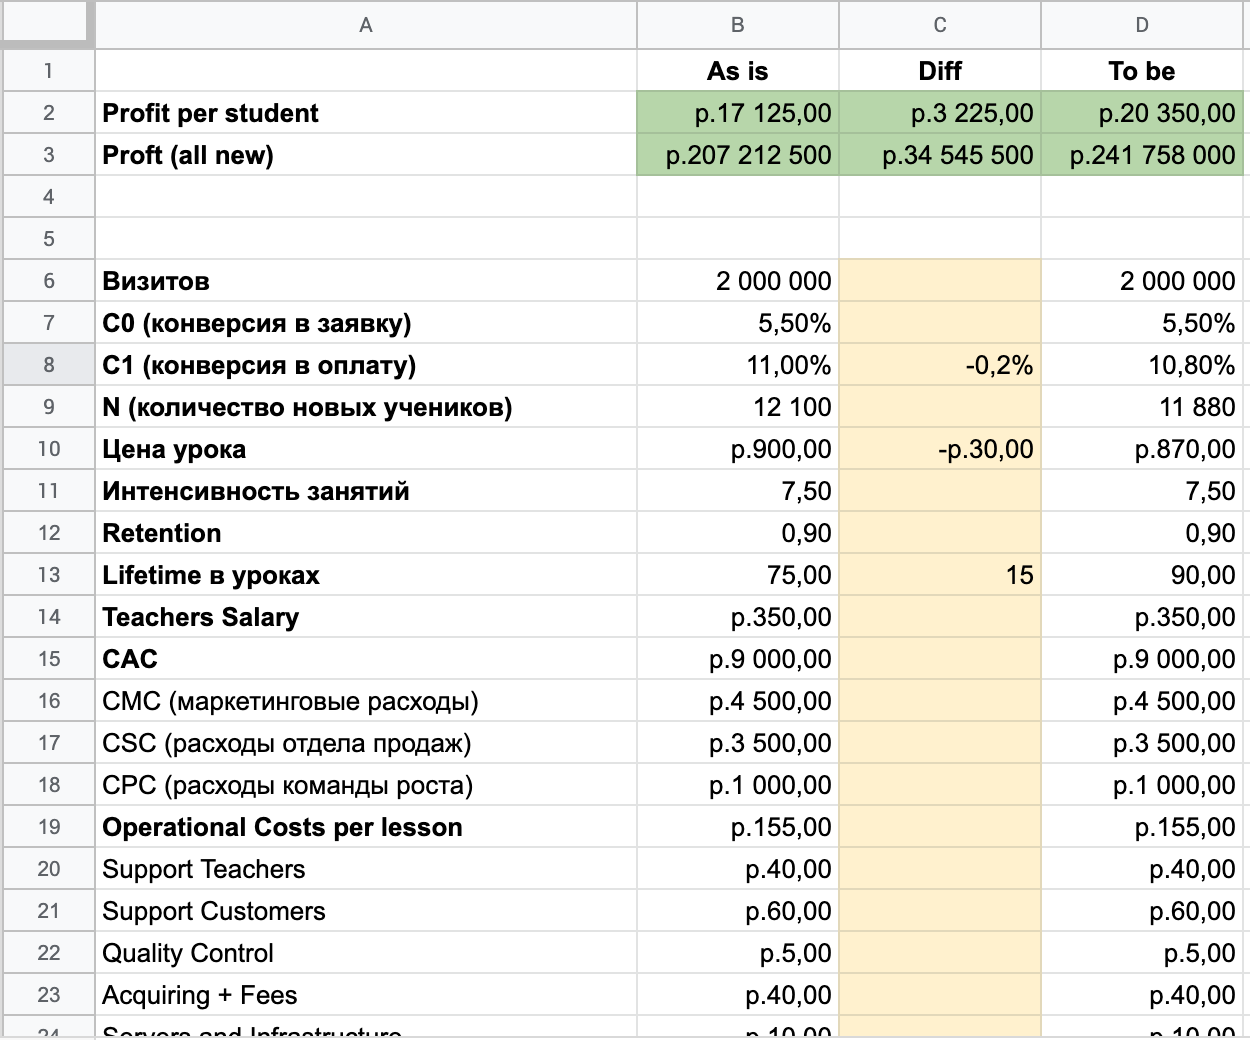 A B C D
1 As is Diff To be
2 Profit per student р.17 125,00 р.3 225,00 р.20 350,00
3 Proft (all new) р.207 212 500 р.34 545 500 р.241 758 000
4
5
6 Визитов 2 000 000 2 000 000
7 C0 (конверсия в заявку) 5,50% 5,50%
8 C1 (конверсия в оплату) 11,00% -0,2% 10,80%
9 N (количество новых учеников) 12 100 11 880
10 Цена урока р.900,00 -р.30,00 р.870,00
11 Интенсивность занятий 7,50 7,50
12 Retention 0,90 0,90
13 Lifetime в уроках 75,00 15 90,00
14 Teachers Salary р.350,00 р.350,00
15 CAC р.9 000,00 р.9 000,00
16 CMC (маркетинговые расходы) р.4 500,00 р.4 500,00
17 CSC (расходы отдела продаж) р.3 500,00 р.3 500,00
18 CPC (расходы команды роста) р.1 000,00 р.1 000,00
19 Operational Costs per lesson р.155,00 р.155,00
20 Support Teachers р.40,00 р.40,00
21 Support Customers р.60,00 р.60,00
22 Quality Control р.5,00 р.5,00
23 Acquiring + Fees р.40,00 р.40,00
24 Servers and Infrastructure р.10,00 р.10,00